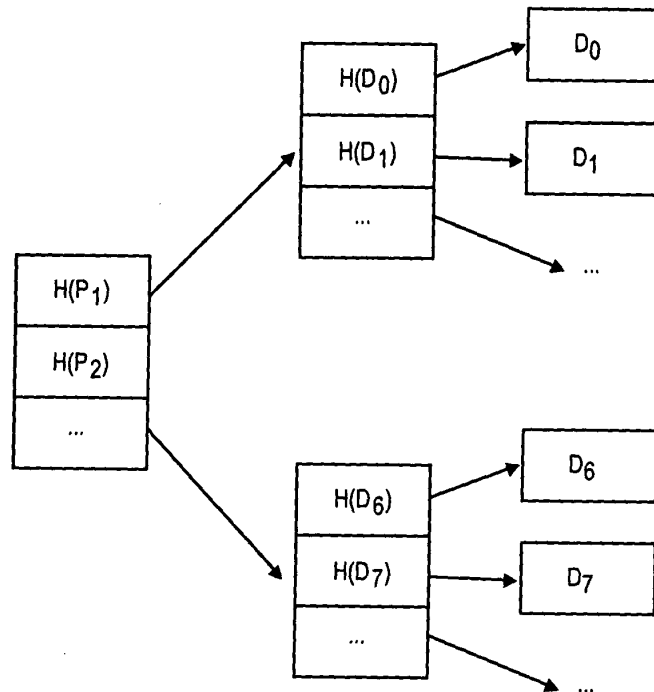 H(P1)
H(P2)
...
H(D0)
H(D1)
...
D0
D1
...
H(D6)
H(D7)
...
D6
D7
...